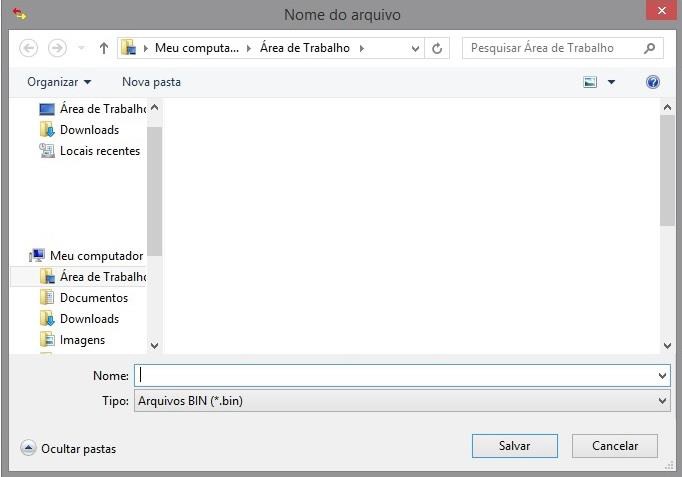 Nome do arquivo
Meu computa... Área de Trabalho
Pesquisar Área de Trabalho
Organizar Nova pasta
Área de Trabalho
Downloads
Locais recentes
Meu computador
Área de Trabalho
Documentos
Downloads
Imagens
Nome:
Tipo: Arquivos BIN (*.bin)
Ocultar pastas
Salvar Cancelar